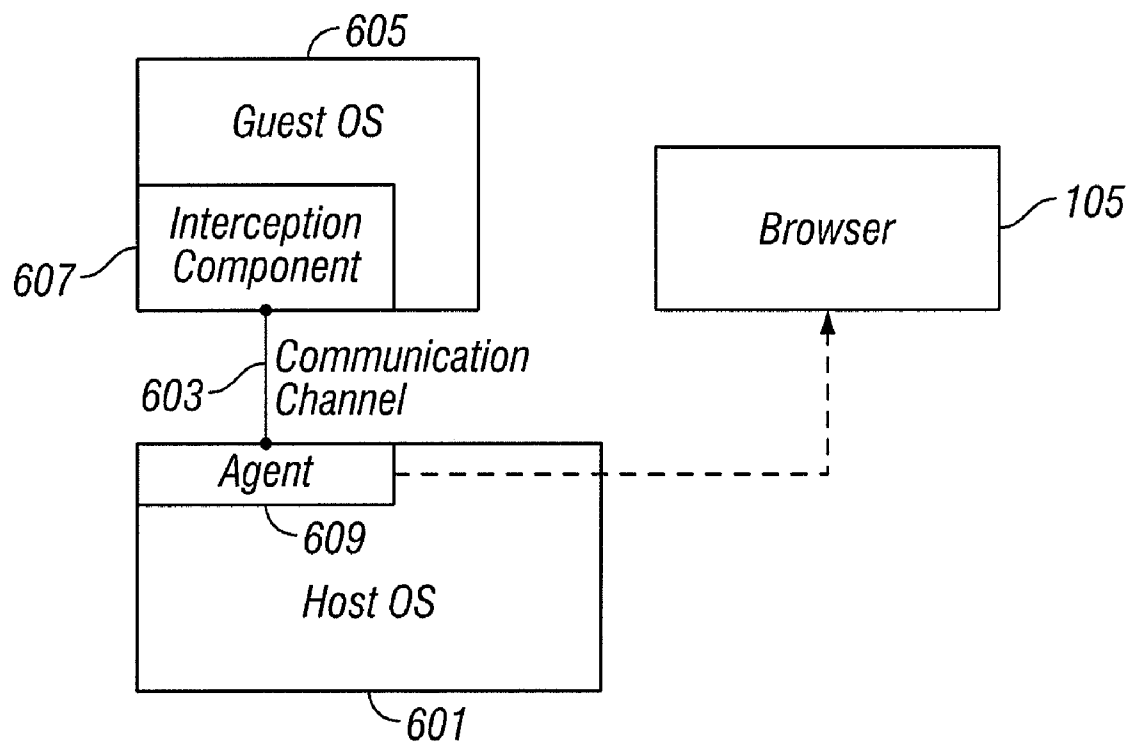 605
Guest OS
Interception
Component
607
Browser
105
603
Communication
Channel
Agent
609
Host OS
601